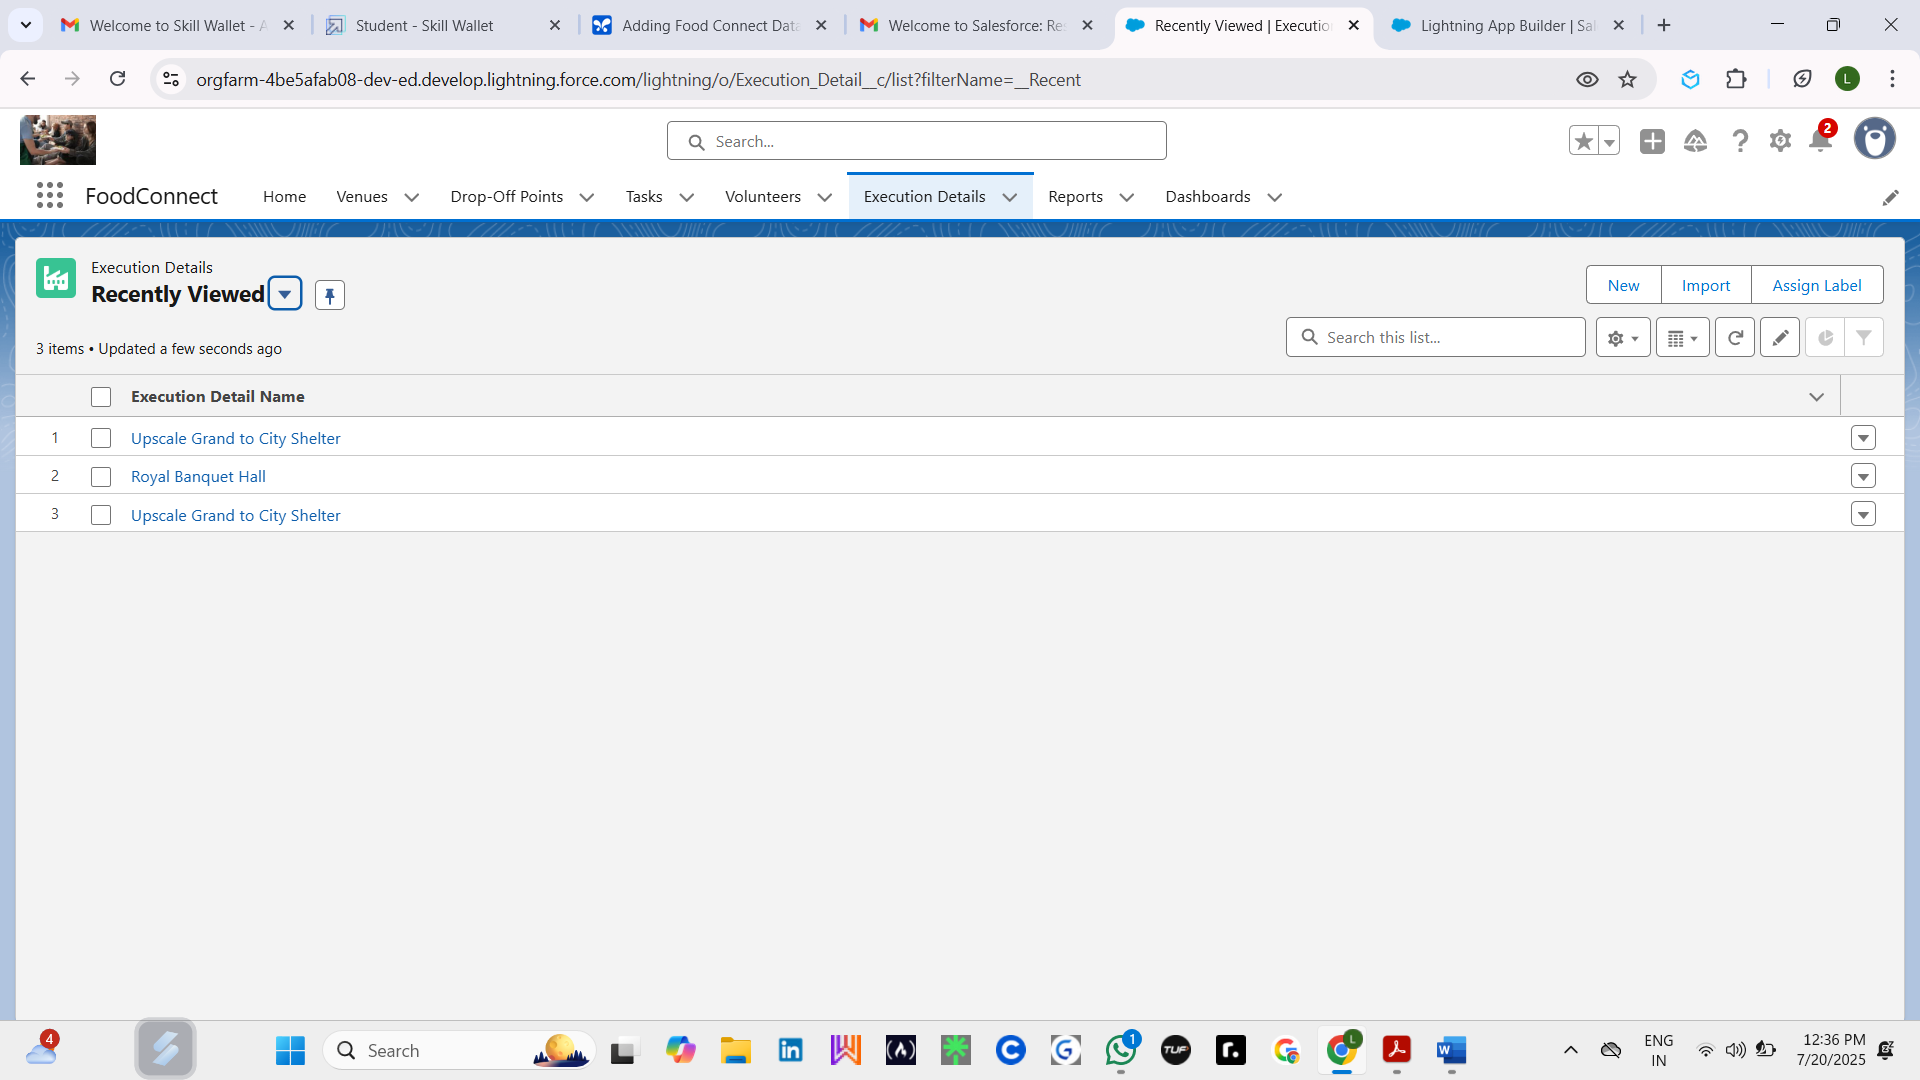 Welcome to Skill Wallet - A
Student - Skill Wallet
Adding Food Connect Data
Welcome to Salesforce: Res
Recently Viewed | Execution
Lightning App Builder | Sal
orgfarm-4be5afab08-dev-ed.develop.lightning.force.com/lightning/o/Execution_Detail__c/list?filterName=__Recent
L
Search...
2
FoodConnect
Home
Venues
Drop-Off Points
Tasks
Volunteers
Execution Details
Reports
Dashboards
Execution Details
Recently Viewed
New
Import
Assign Label
3 items • Updated a few seconds ago
Search this list...
Execution Detail Name
1
Upscale Grand to City Shelter
2
Royal Banquet Hall
3
Upscale Grand to City Shelter
4
Search
TUF
r.
1
L
ENG
IN
12:36 PM
7/20/2025